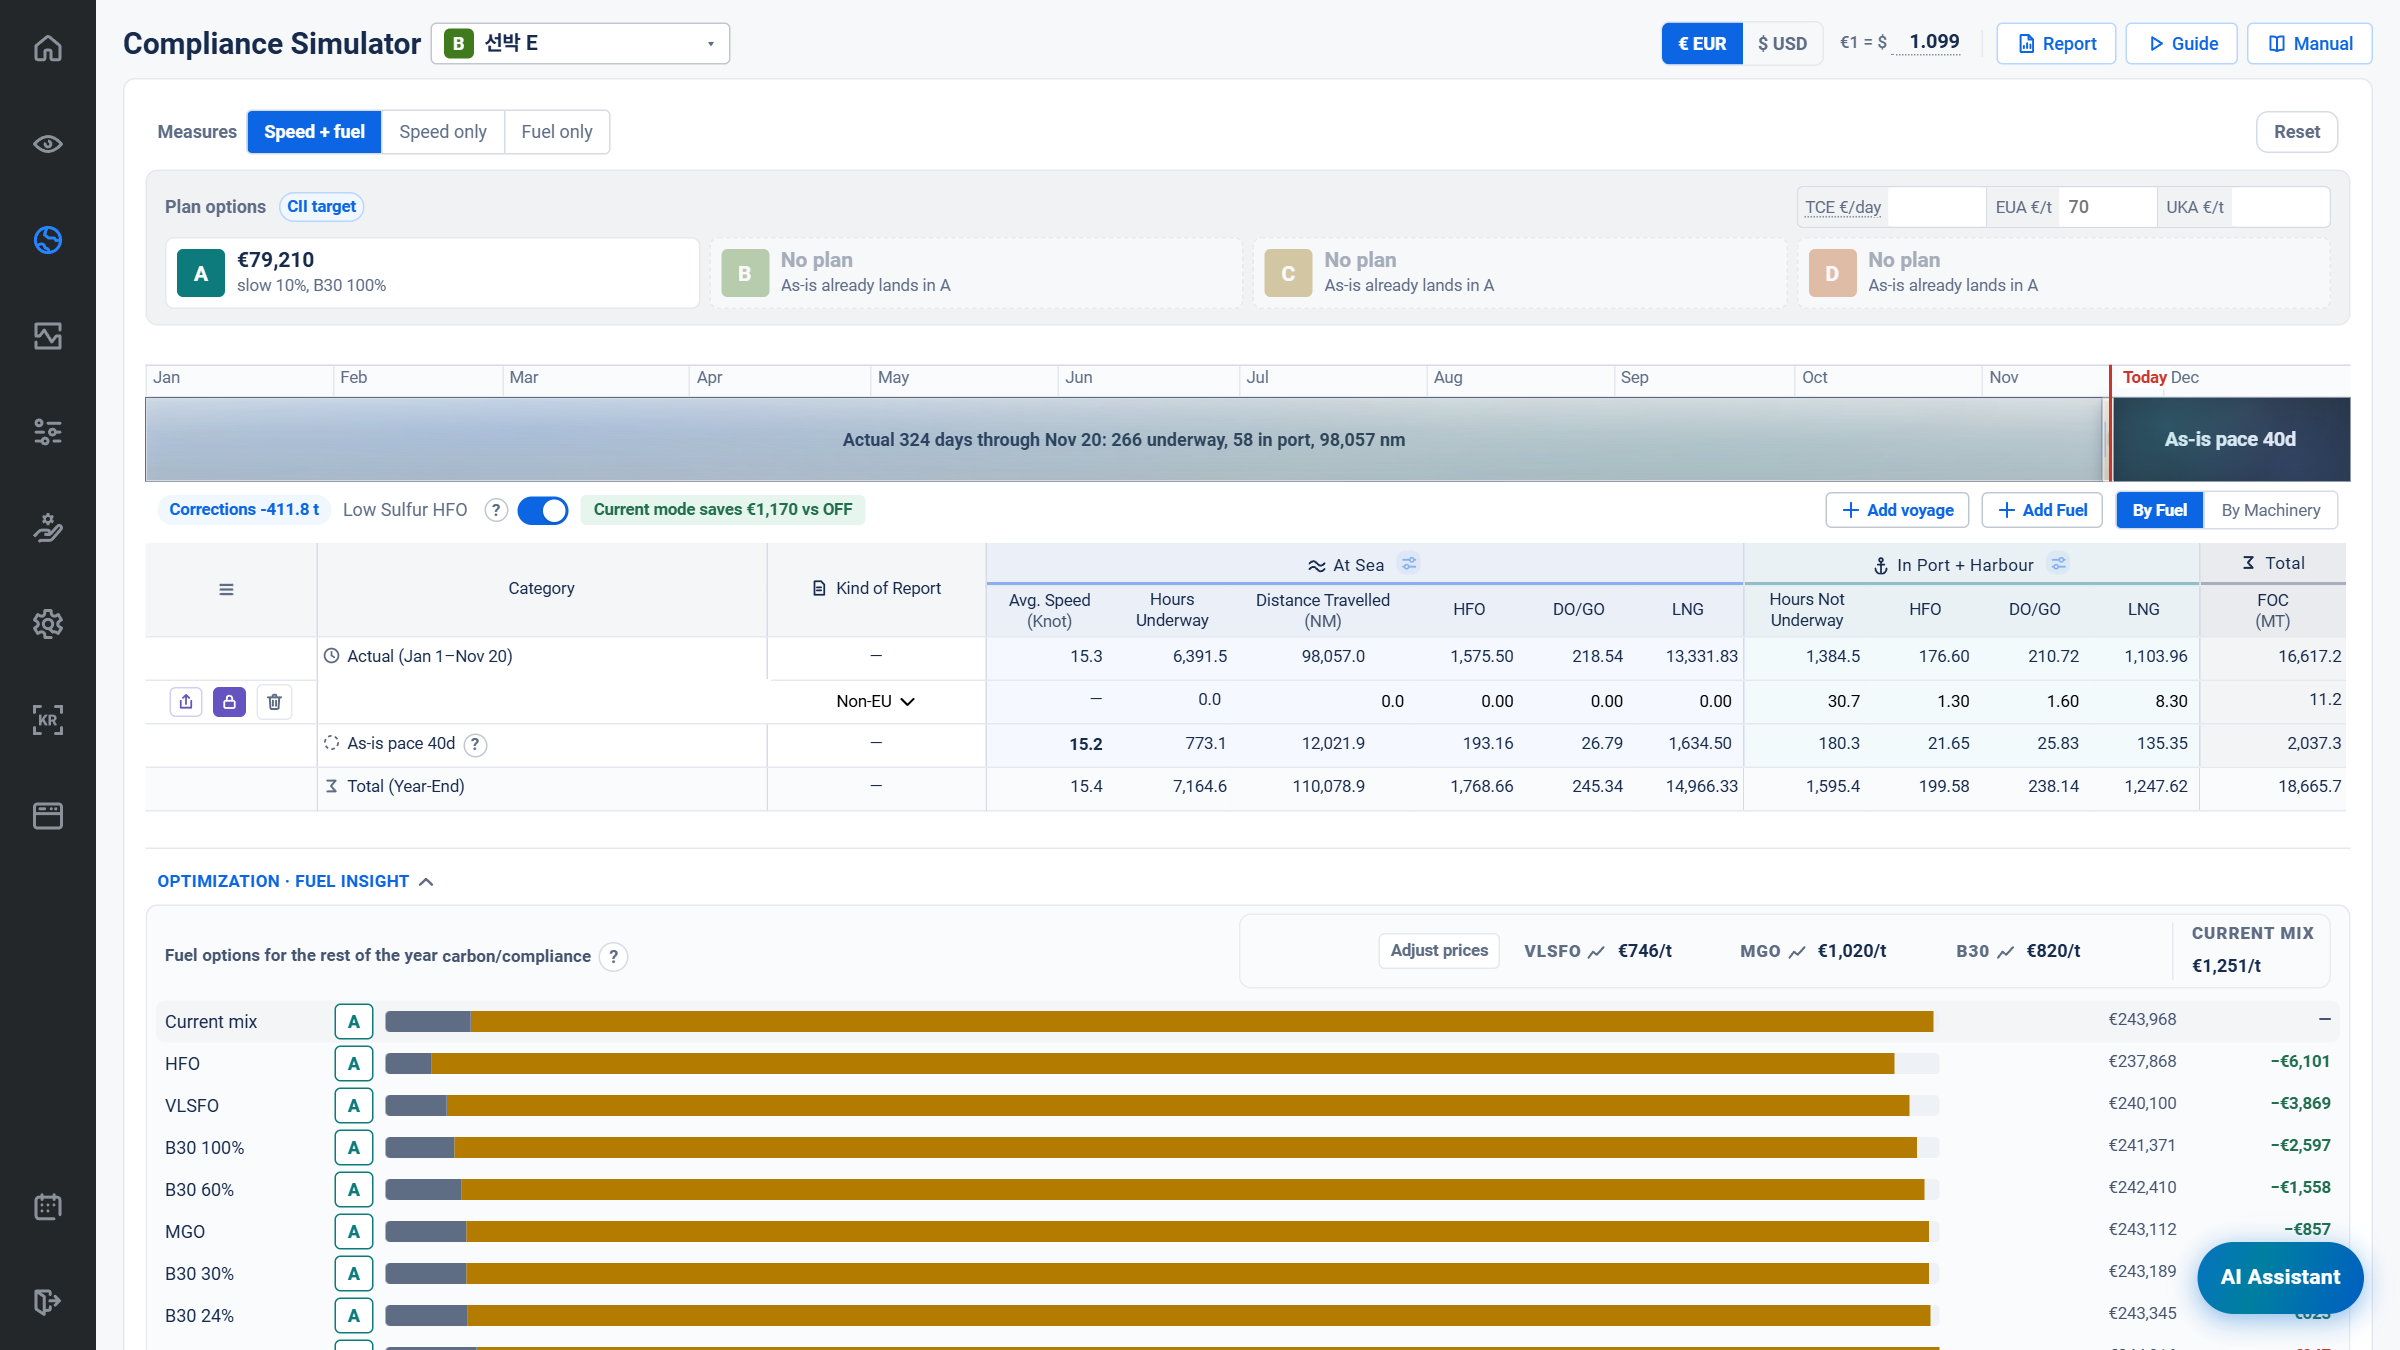 Compliance Simulator
B 선박 E
€ EUR $ USD €1 = $ 1.099
Report Guide Manual
Measures Speed + fuel Speed only Fuel only
Reset
Plan options CII target
TCE €/day EUA €/t 70 UKA €/t
A €79,210
slow 10%, B30 100%
B No plan
As-is already lands in A
C No plan
As-is already lands in A
D No plan
As-is already lands in A
Jan Feb Mar Apr May Jun Jul Aug Sep Oct Nov Today Dec
Actual 324 days through Nov 20: 266 underway, 58 in port, 98,057 nm
As-is pace 40d
Corrections -411.8 t Low Sulfur HFO ? Current mode saves €1,170 vs OFF
Add voyage Add Fuel By Fuel By Machinery
Category Kind of Report At Sea In Port + Harbour Σ Total
Avg. Speed (Knot) Hours Underway Distance Travelled (NM) HFO DO/GO LNG Hours Not Underway HFO DO/GO LNG FOC (MT)
Actual (Jan 1–Nov 20) — 15.3 6,391.5 98,057.0 1,575.50 218.54 13,331.83 1,384.5 176.60 210.72 1,103.96 16,617.2
Non-EU — 0.0 0.0 0.00 0.00 0.00 30.7 1.30 1.60 8.30 11.2
As-is pace 40d ? — 15.2 773.1 12,021.9 193.16 26.79 1,634.50 180.3 21.65 25.83 135.35 2,037.3
Σ Total (Year-End) — 15.4 7,164.6 110,078.9 1,768.66 245.34 14,966.33 1,595.4 199.58 238.14 1,247.62 18,665.7
OPTIMIZATION · FUEL INSIGHT
Fuel options for the rest of the year carbon/compliance ?
Adjust prices VLSFO €746/t MGO €1,020/t B30 €820/t
CURRENT MIX
€1,251/t
Current mix A €243,968 —
HFO A €237,868 −€6,101
VLSFO A €240,100 −€3,869
B30 100% A €241,371 −€2,597
B30 60% A €242,410 −€1,558
MGO A €243,112 −€857
B30 30% A €243,189
B30 24% A €243,345
AI Assistant
KR